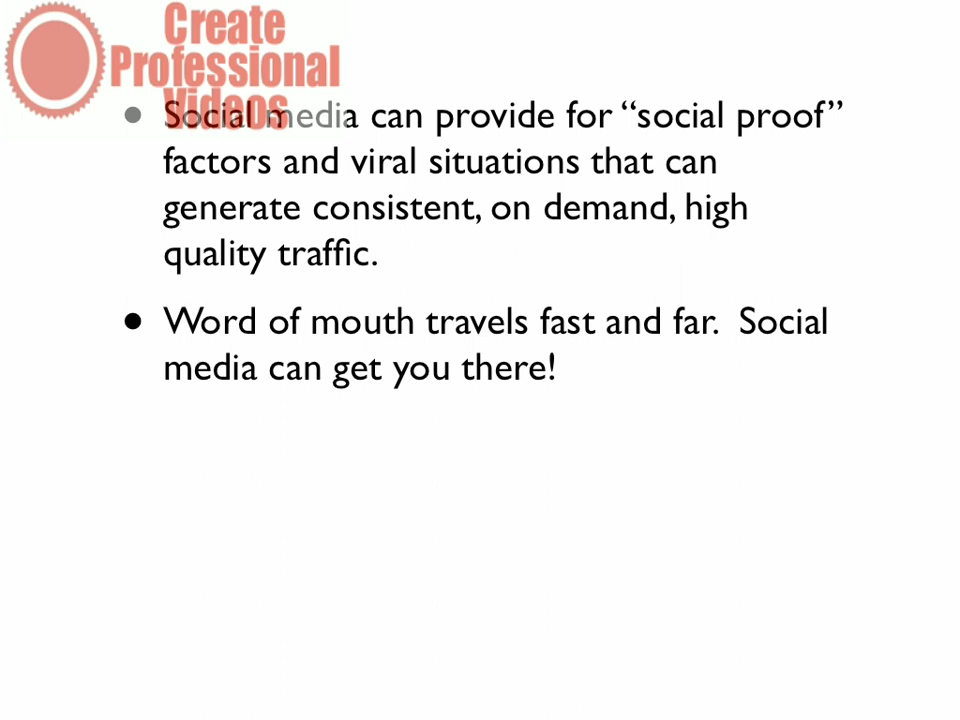 Create
Professional
Videos
• Social media can provide for “social proof”
factors and viral situations that can
generate consistent, on demand, high
quality traffic.
• Word of mouth travels fast and far.  Social
media can get you there!